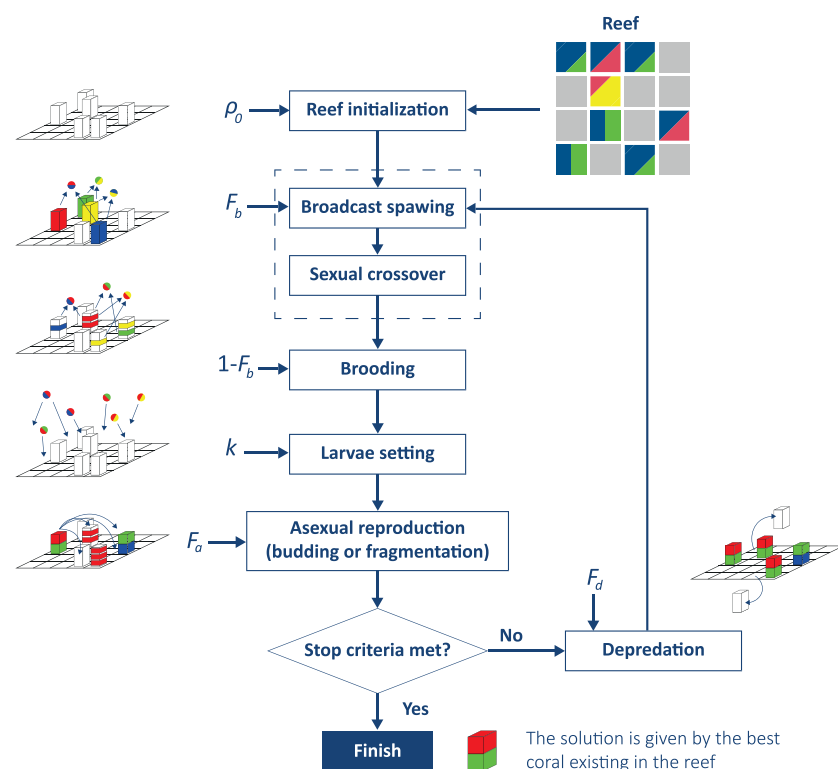 Reef
ρ0
Reef initialization
Fb
Broadcast spawing
Sexual crossover
1-Fb
Brooding
k
Larvae setting
Fa
Asexual reproduction
(budding or fragmentation)
Fd
Stop criteria met?
No
Depredation
Yes
Finish
The solution is given by the best
coral existing in the reef